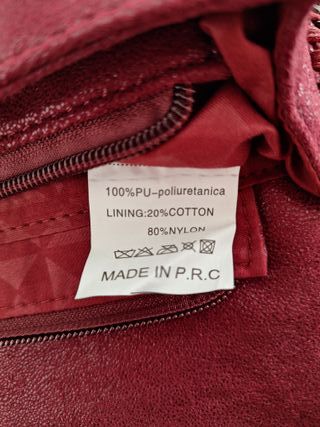 100%PU-poliuretanica
LINING:20%COTTON
80%NYLON
MADE IN P.R.C